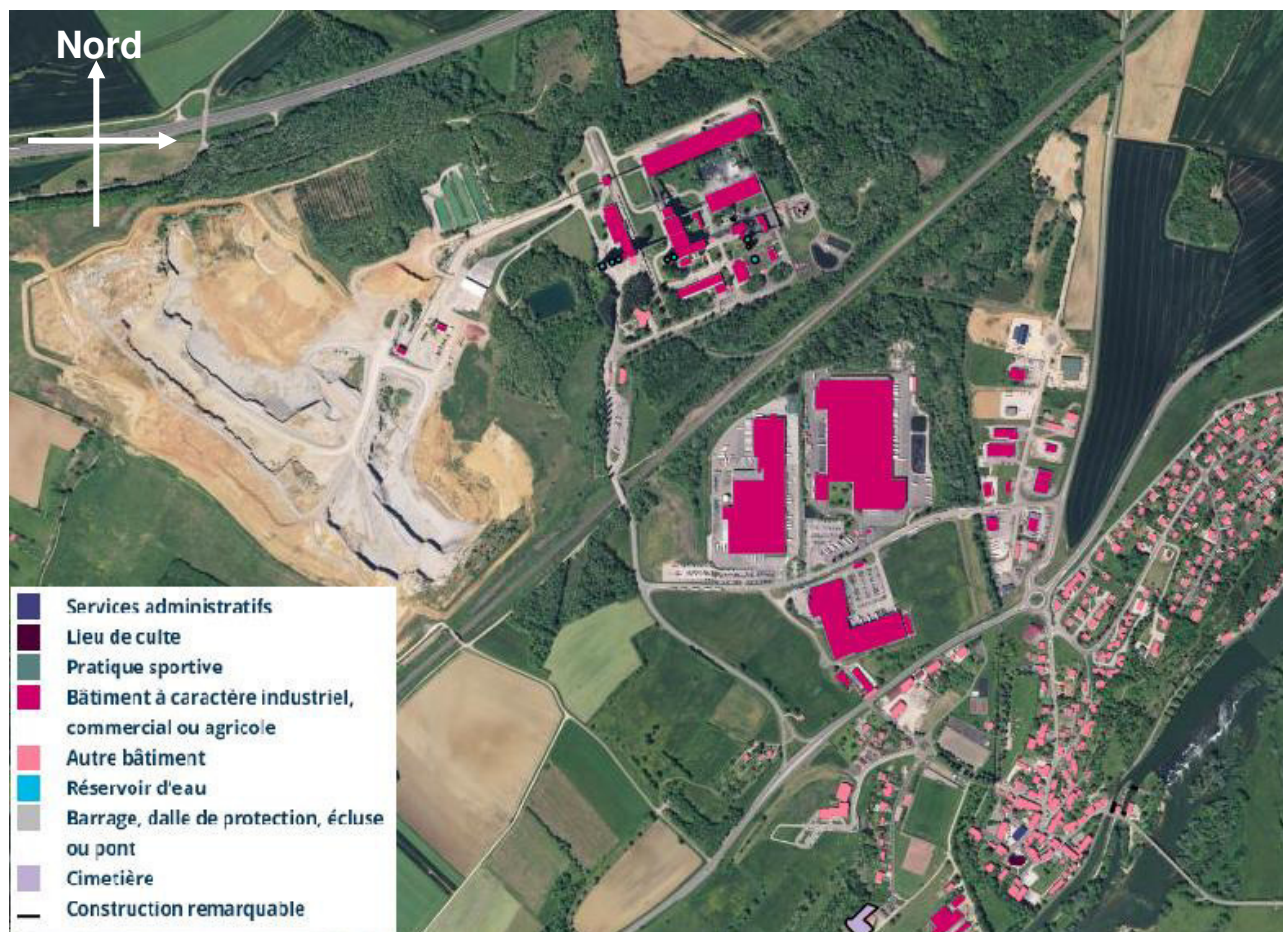 Nord
Services administratifs
Lieu de culte
Pratique sportive
Bâtiment à caractère industriel,
commercial ou agricole
Autre bâtiment
Réservoir d'eau
Barrage, dalle de protection, écluse
ou pont
Cimetière
Construction remarquable